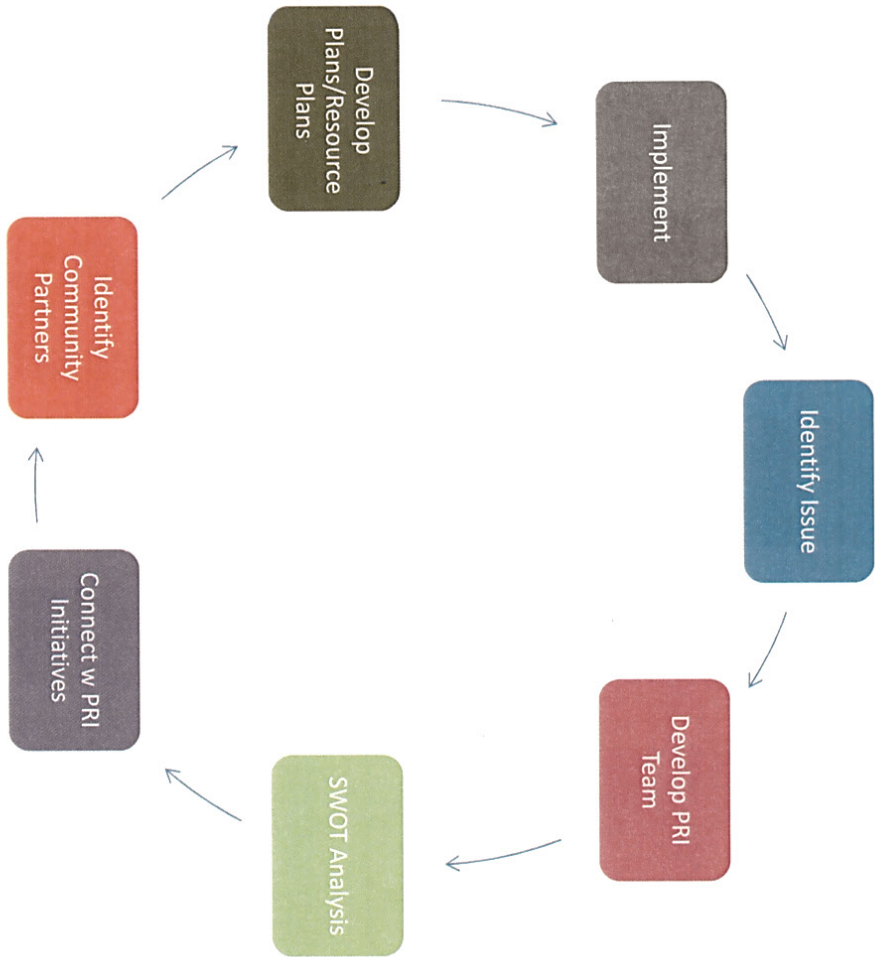 Identify Issue
Develop PRI
Team
SWOT Analysis
Connect w PRI
Initiatives
Identify
Community
Partners
Develop
Plans/Resource
Plans
Implement